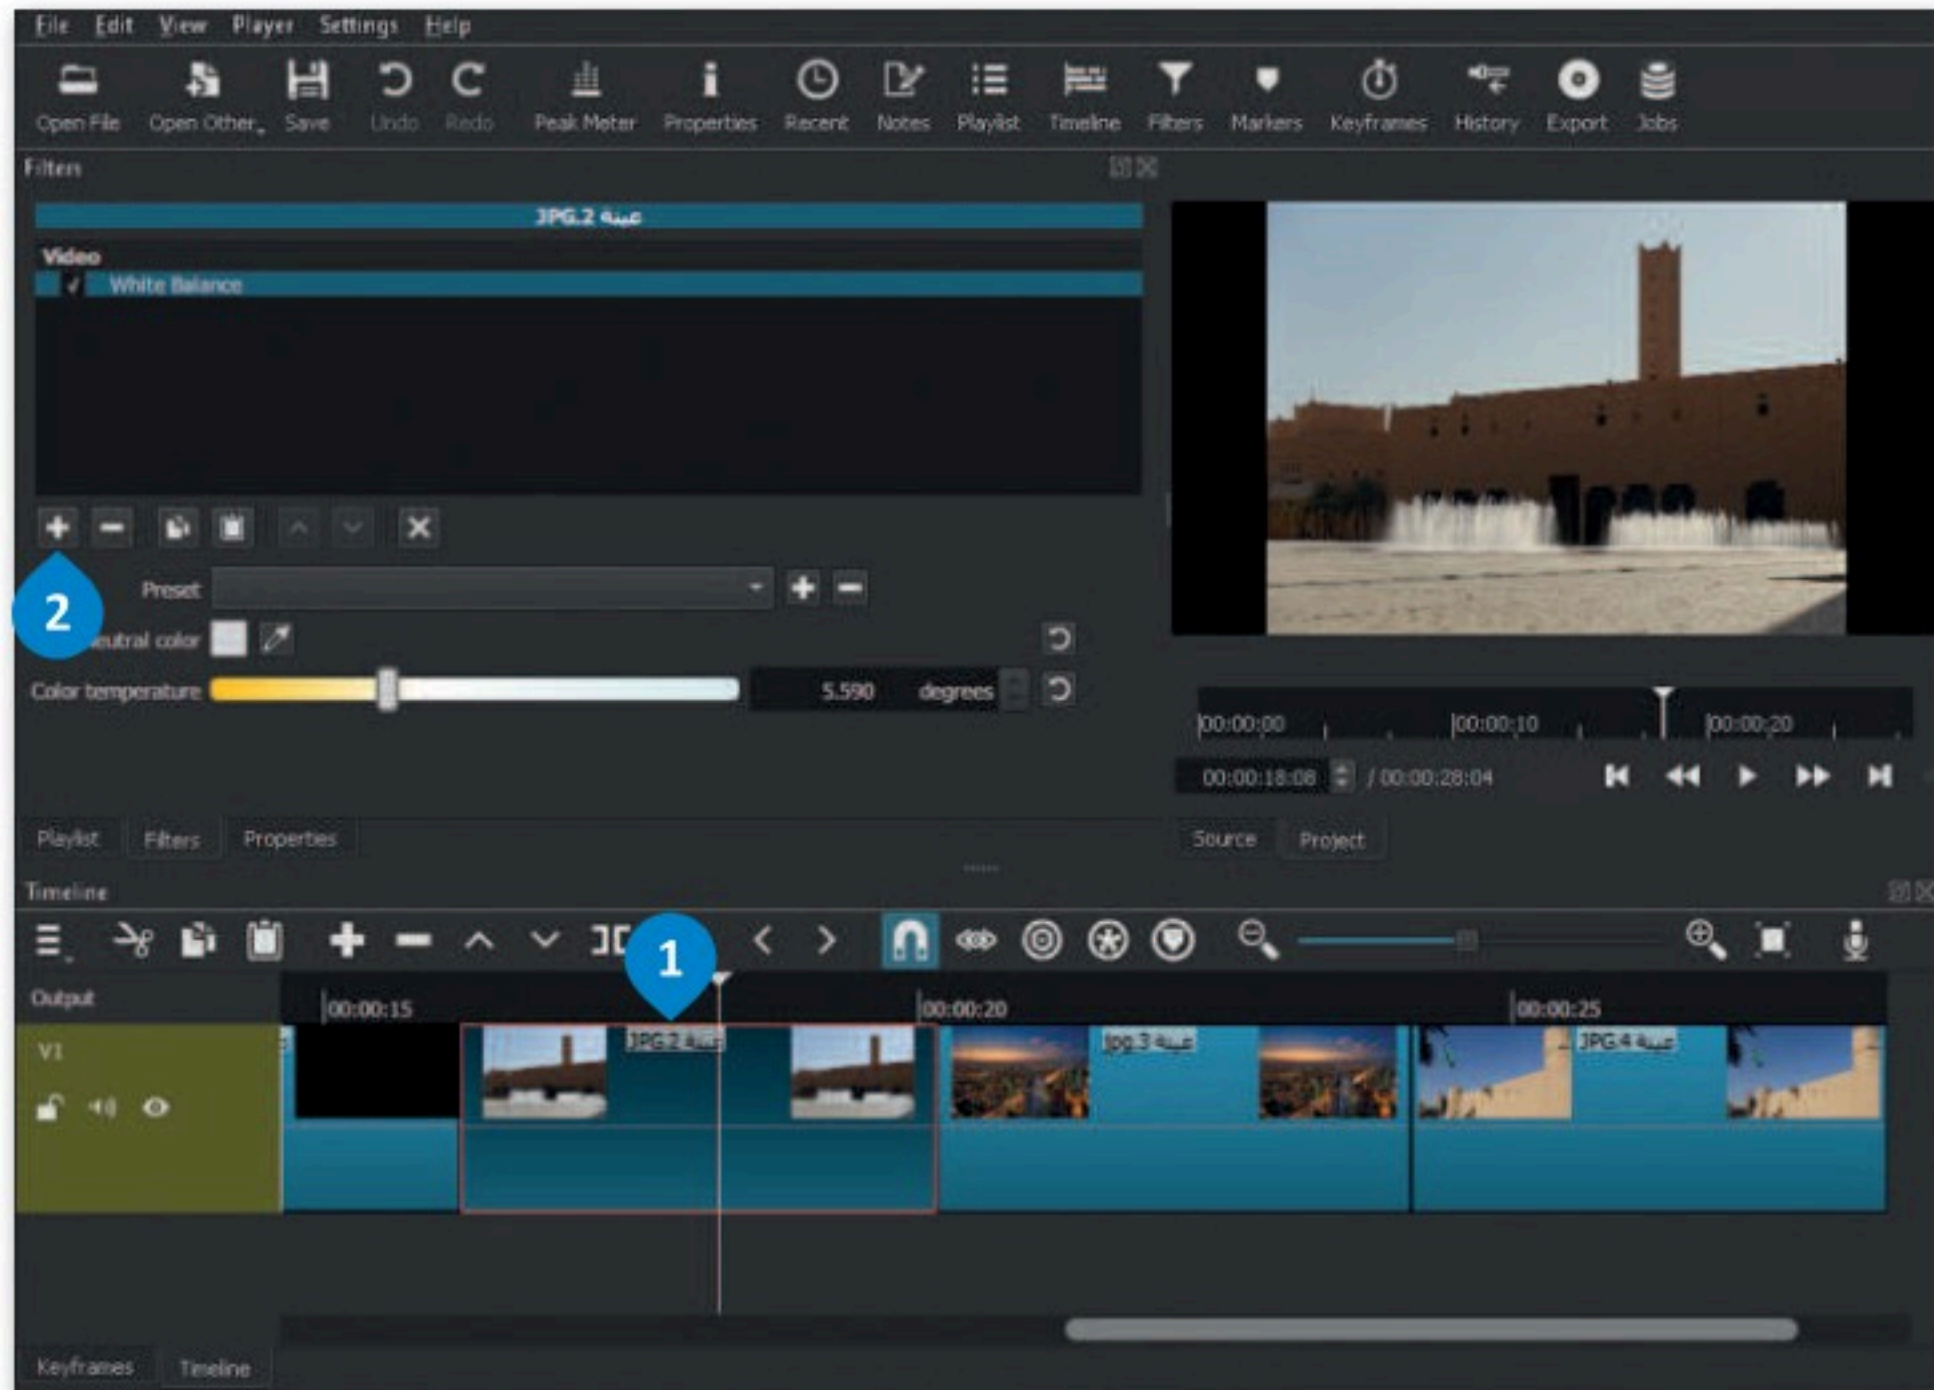 File Edit View Player Settings Help
Open File Open Other Save Undo Redo Peak Meter Properties Recent Notes Playlist Timeline Filters Markers Keyframes History Export Jobs
Filters
عينة 2.JPG
Video
White Balance
2
Preset
eutral color
Color temperature 5.590 degrees
00:00:00 00:00:10 00:00:20
00:00:18:08 / 00:00:28:04
Playlist Filters Properties
Source Project
Timeline
1
Output
00:00:15 00:00:20 00:00:25
V1
عينة 2.JPG عينة 3.jpg عينة 4.JPG
Keyframes Timeline